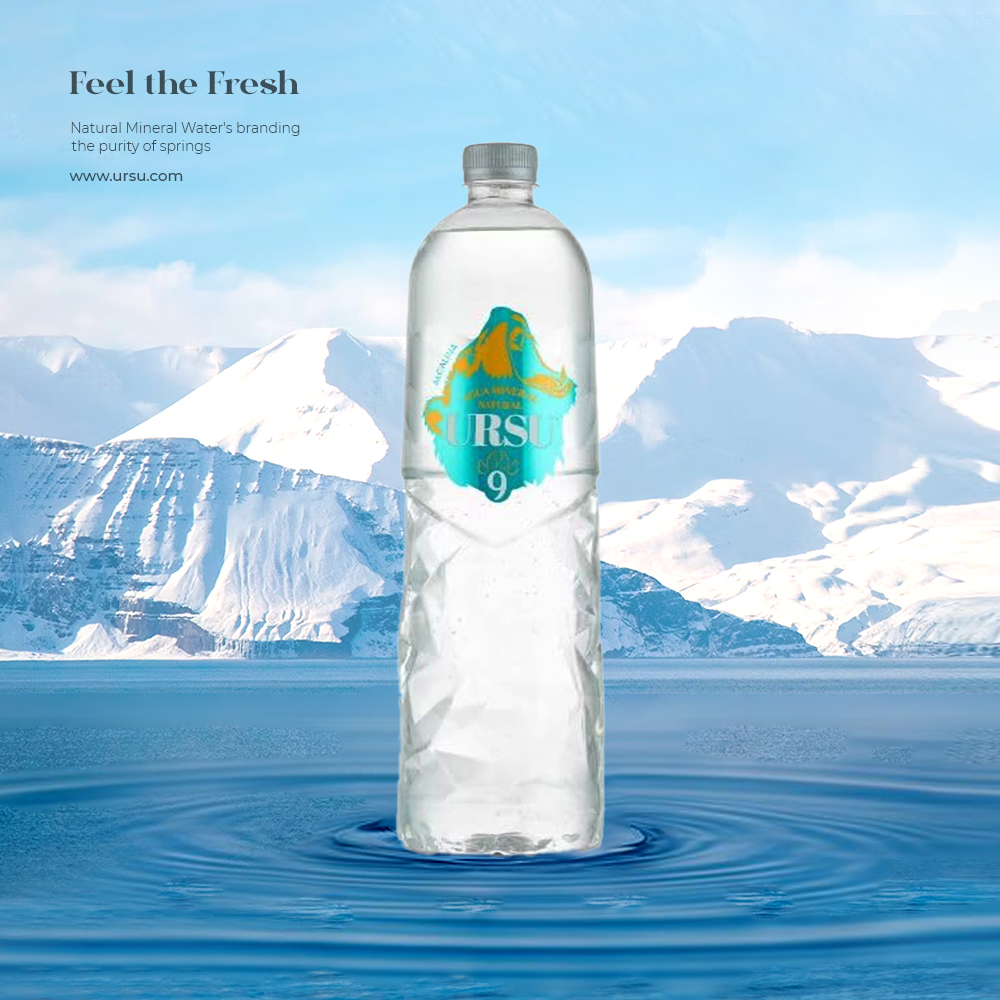 Feel the Fresh
Natural Mineral Water's branding
the purity of springs
www.ursu.com
ALCALINA
AGUA MINERAL
NATURAL
URSU
9